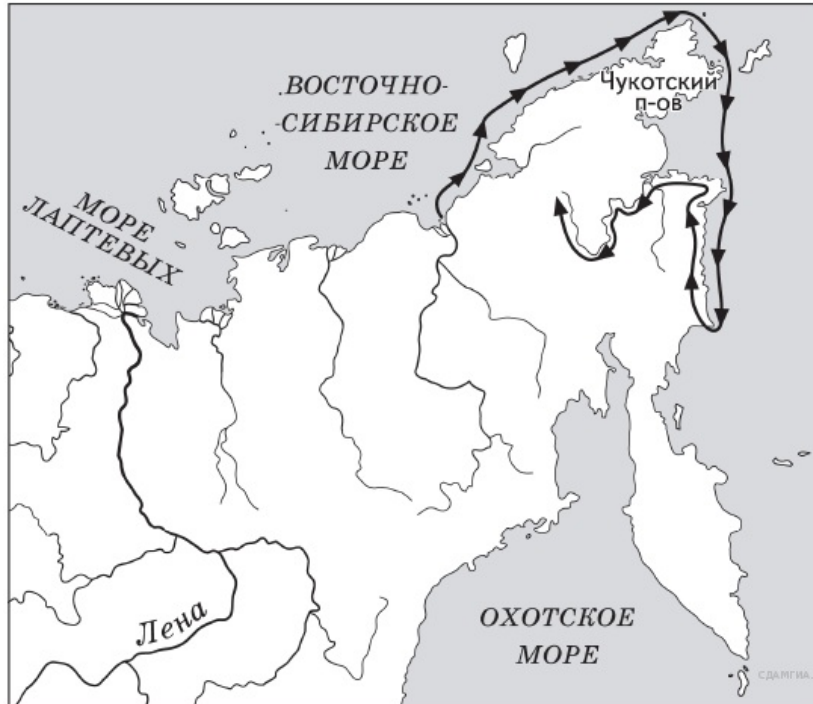 ВОСТОЧНО-
-СИБИРСКОЕ
МОРЕ
Чукотский
п-ов
МОРЕ
ЛАПТЕВЫХ
Лена
ОХОТСКОЕ
МОРЕ
СДАМГИА.